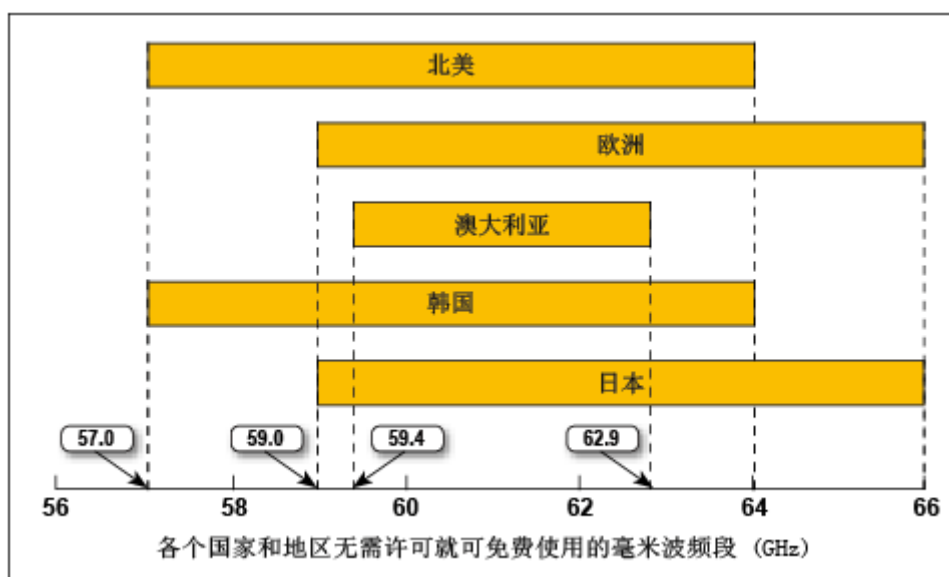 北美
欧洲
澳大利亚
韩国
日本
57.0 59.0 59.4 62.9
56 58 60 62 64 66
各个国家和地区无需许可就可免费使用的毫米波频段 (GHz)